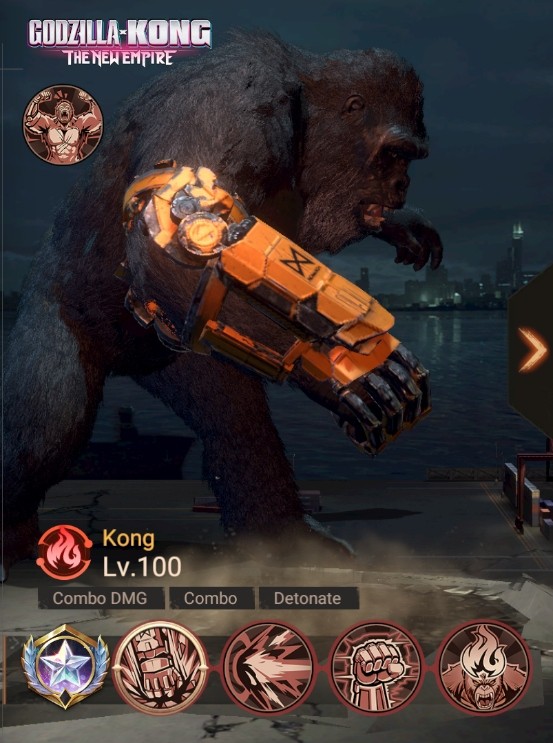 GODZILLA x KONG
THE NEW EMPIRE
Kong
Lv.100
Combo DMG
Combo
Detonate